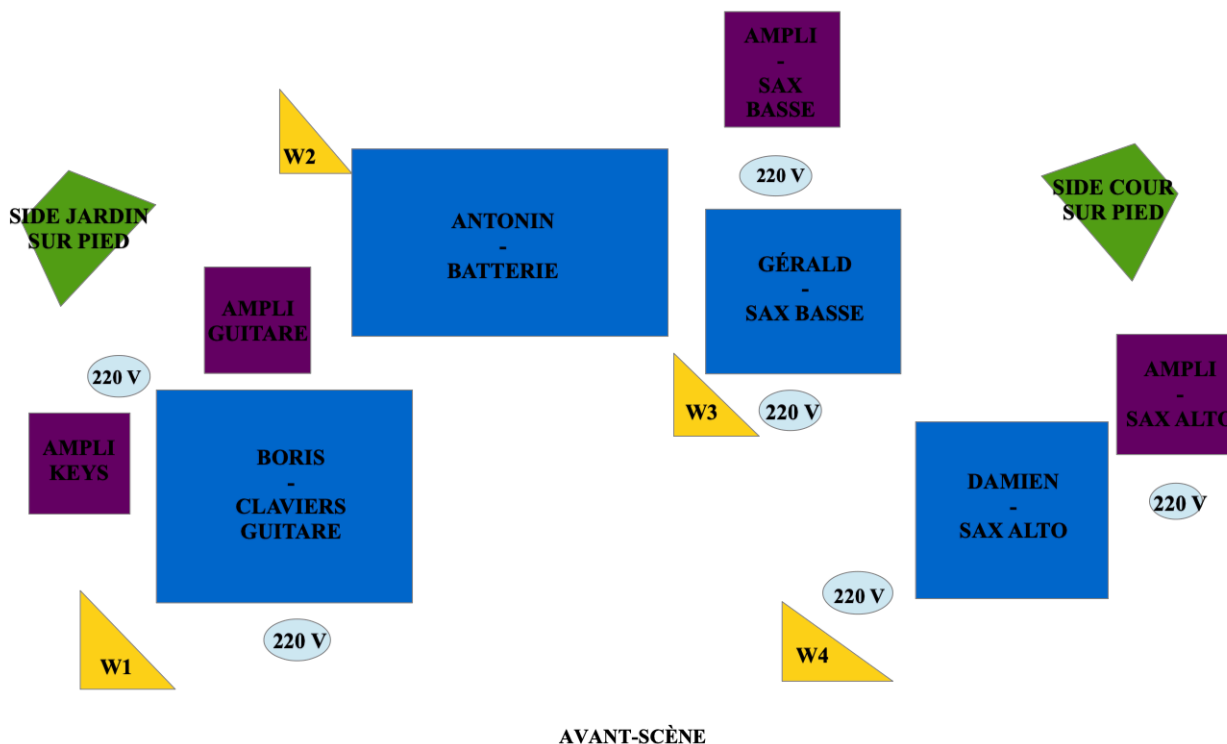 AMPLI
-
SAX
BASSE
W2
220 V
SIDE JARDIN
SUR PIED
ANTONIN
-
BATTERIE
SIDE COUR
SUR PIED
GÉRALD
-
SAX BASSE
AMPLI
GUITARE
220 V
W3
220 V
AMPLI
-
SAX ALTO
AMPLI
KEYS
BORIS
-
CLAVIERS
GUITARE
DAMIEN
-
SAX ALTO
220 V
220 V
W1
220 V
W4
AVANT-SCÈNE